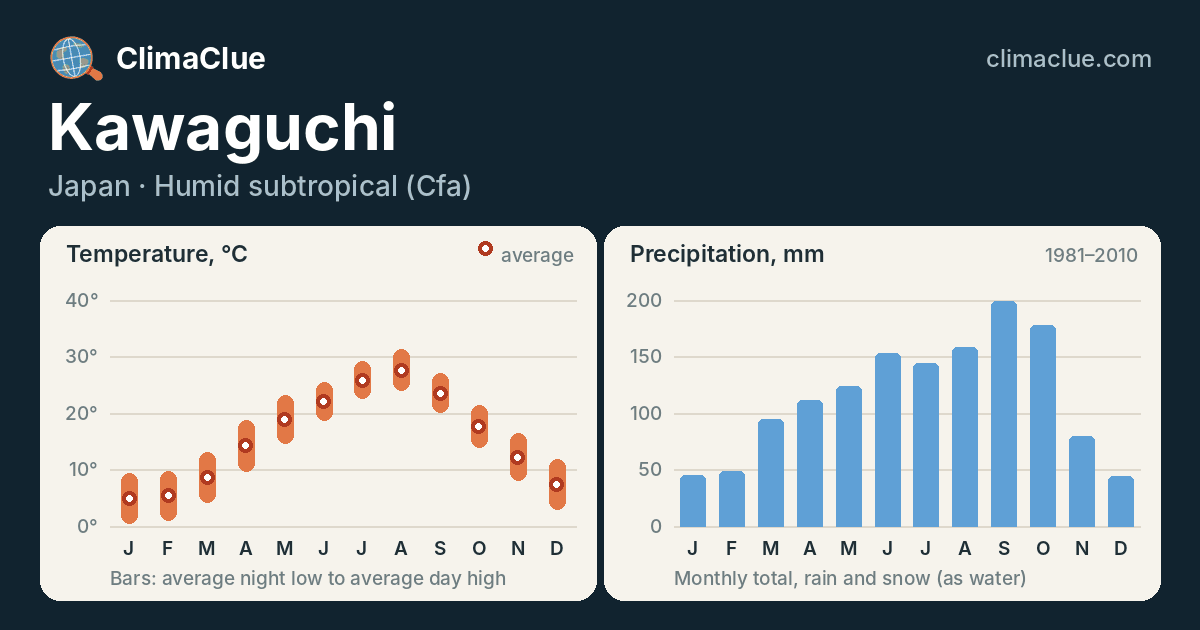 ClimaClue
climaclue.com
Kawaguchi
Japan · Humid subtropical (Cfa)
Temperature, °C
average
40°
30°
20°
10°
0°
J F M A M J J A S O N D
Bars: average night low to average day high
Precipitation, mm
1981–2010
200
150
100
50
0
J F M A M J J A S O N D
Monthly total, rain and snow (as water)